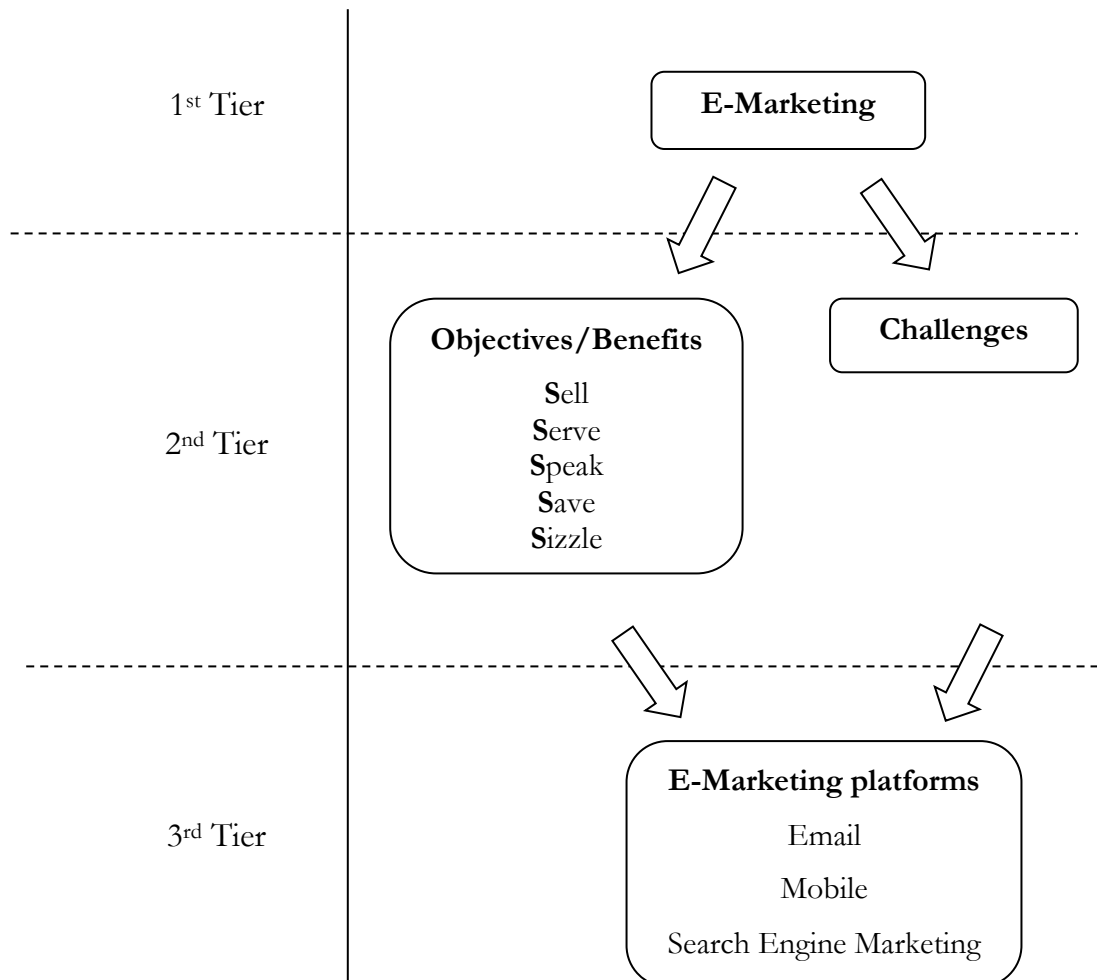 1st Tier
E-Marketing
2nd Tier
Objectives/Benefits
Sell
Serve
Speak
Save
Sizzle
Challenges
3rd Tier
E-Marketing platforms
Email
Mobile
Search Engine Marketing